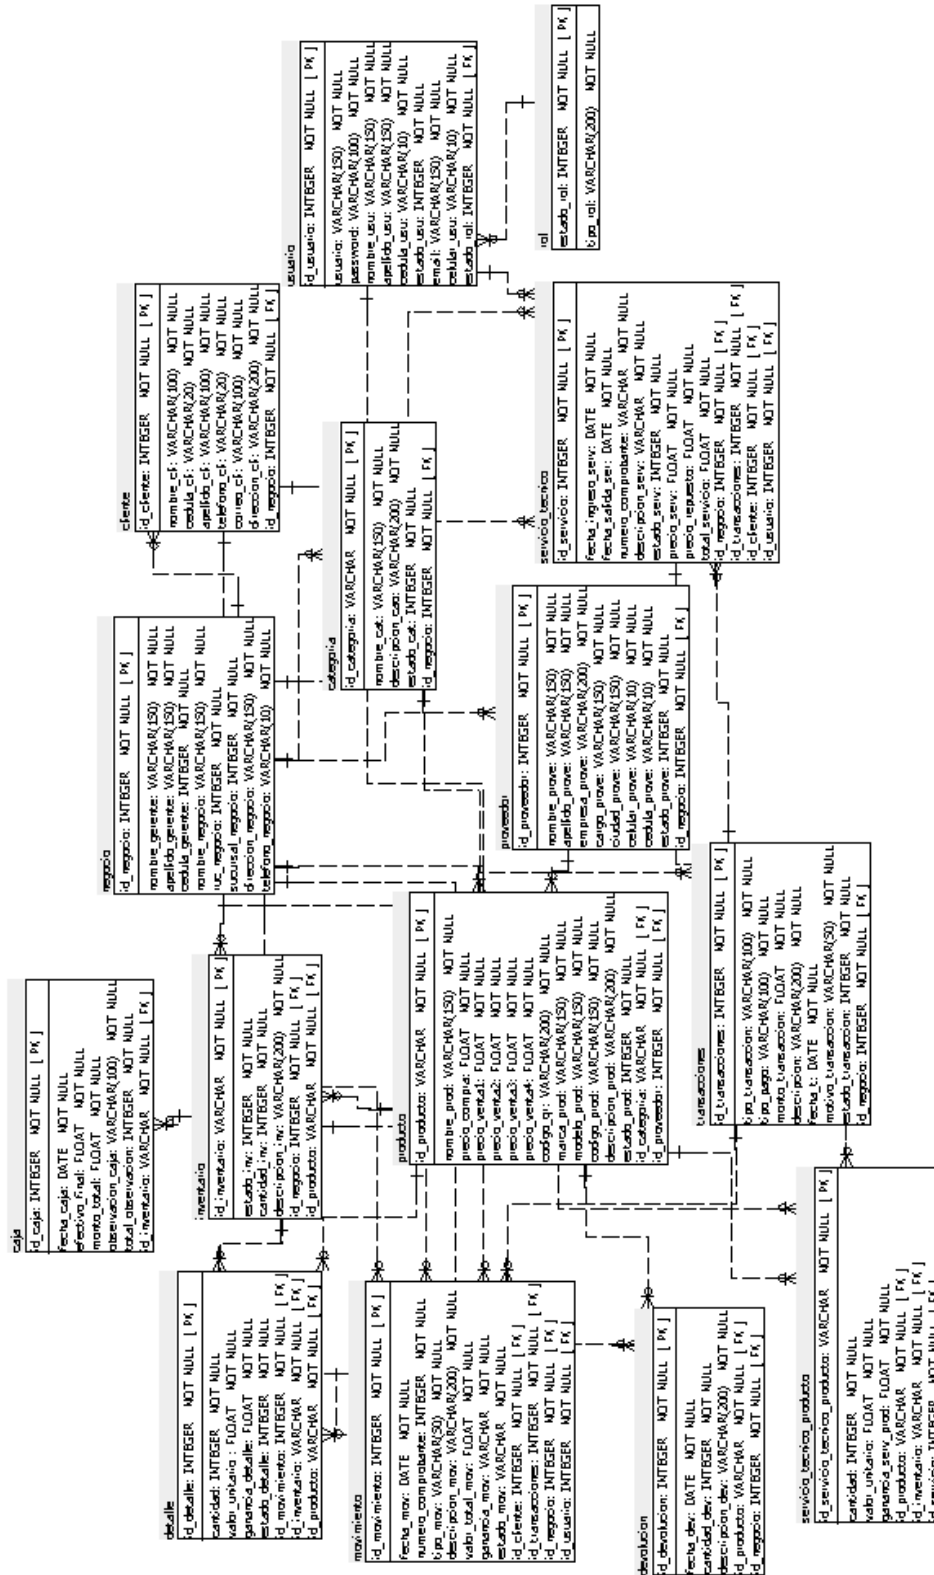 caja
id_caja: INTEGER NOT NULL [ PK ]
fecha_caja: DATE NOT NULL
efectivo_final: FLOAT NOT NULL
monto_total: FLOAT NOT NULL
observacion_caja: VARCHAR(100) NOT NULL
total_observacion: INTEGER NOT NULL
id_inventario: VARCHAR NOT NULL [ FK ]
negocio
id_negocio: INTEGER NOT NULL [ PK ]
nombre_gerente: VARCHAR(150) NOT NULL
apellido_gerente: VARCHAR(150) NOT NULL
cedula_gerente: INTEGER NOT NULL
nombre_negocio: VARCHAR(150) NOT NULL
ruc_negocio: INTEGER NOT NULL
sucursal_negocio: INTEGER NOT NULL
direccion_negocio: VARCHAR(150) NOT NULL
telefono_negocio: VARCHAR(10) NOT NULL
cliente
id_cliente: INTEGER NOT NULL [ PK ]
nombre_cli: VARCHAR(100) NOT NULL
cedula_cli: VARCHAR(20) NOT NULL
apellido_cli: VARCHAR(100) NOT NULL
telefono_cli: VARCHAR(20) NOT NULL
correo_cli: VARCHAR(100) NOT NULL
direccion_cli: VARCHAR(200) NOT NULL
id_negocio: INTEGER NOT NULL [ FK ]
usuario
id_usuario: INTEGER NOT NULL [ PK ]
usuario: VARCHAR(150) NOT NULL
password: VARCHAR(100) NOT NULL
nombre_usu: VARCHAR(150) NOT NULL
apellido_usu: VARCHAR(150) NOT NULL
cedula_usu: VARCHAR(10) NOT NULL
estado_usu: INTEGER NOT NULL
email: VARCHAR(150) NOT NULL
celular_usu: VARCHAR(10) NOT NULL
estado_rol: INTEGER NOT NULL [ FK ]
detalle
id_detalle: INTEGER NOT NULL [ PK ]
cantidad: INTEGER NOT NULL
valor_unitario : FLOAT NOT NULL
ganancia_detalle: FLOAT NOT NULL
estado_detalle: INTEGER NOT NULL
id_movimiento: INTEGER NOT NULL [ FK ]
id_inventario: VARCHAR NOT NULL [ FK ]
id_producto: VARCHAR NOT NULL [ FK ]
inventario
id_inventario: VARCHAR NOT NULL [ PK ]
estado_inv: INTEGER NOT NULL
cantidad_inv: INTEGER NOT NULL
descripcion_inv: VARCHAR(200) NOT NULL
id_negocio: INTEGER NOT NULL [ FK ]
id_producto: VARCHAR NOT NULL [ FK ]
categoria
id_categoria: VARCHAR NOT NULL [ PK ]
nombre_cat: VARCHAR(150) NOT NULL
descripcion_cao: VARCHAR(200) NOT NULL
estado_cat: INTEGER NOT NULL
id_negocio: INTEGER NOT NULL [ FK ]
movimiento
id_movimiento: INTEGER NOT NULL [ PK ]
fecha_mov: DATE NOT NULL
numero_comprobante: INTEGER NOT NULL
tipo_mov: VARCHAR(50) NOT NULL
descripcion_mov: VARCHAR(200) NOT NULL
valor_total_mov: FLOAT NOT NULL
ganancia_mov: VARCHAR NOT NULL
estado_mov: VARCHAR NOT NULL
id_cliente: INTEGER NOT NULL [ FK ]
id_transacciones: INTEGER NOT NULL [ FK ]
id_negocio: INTEGER NOT NULL [ FK ]
id_usuario: INTEGER NOT NULL [ FK ]
producto
id_producto: VARCHAR NOT NULL [ PK ]
nombre_prod: VARCHAR(150) NOT NULL
precio_compra: FLOAT NOT NULL
precio_venta1: FLOAT NOT NULL
precio_venta2: FLOAT NOT NULL
precio_venta3: FLOAT NOT NULL
precio_venta4: FLOAT NOT NULL
codigo_qr: VARCHAR(200) NOT NULL
marca_prod: VARCHAR(150) NOT NULL
modelo_prod: VARCHAR(150) NOT NULL
codigo_prod: VARCHAR(150) NOT NULL
descripcion_prod: VARCHAR(200) NOT NULL
estado_prod: INTEGER NOT NULL
id_categoria: VARCHAR NOT NULL [ FK ]
id_proveedor: INTEGER NOT NULL [ FK ]
proveedor
id_proveedor: INTEGER NOT NULL [ PK ]
nombre_prove: VARCHAR(150) NOT NULL
apellido_prove: VARCHAR(150) NOT NULL
empresa_prove: VARCHAR(200) NOT NULL
cargo_prove: VARCHAR(150) NOT NULL
ciudad_prove: VARCHAR(150) NOT NULL
celular_prove: VARCHAR(10) NOT NULL
cedula_prove: VARCHAR(10) NOT NULL
estado_prove: INTEGER NOT NULL
id_negocio: INTEGER NOT NULL [ FK ]
servicio_tecnico
id_servicio: INTEGER NOT NULL [ PK ]
fecha_ingreso_serv: DATE NOT NULL
fecha_salida_ser: DATE NOT NULL
numero_comprobante: VARCHAR NOT NULL
descripcion_serv: VARCHAR NOT NULL
estado_serv: INTEGER NOT NULL
precio_serv: FLOAT NOT NULL
precio_repuesto: FLOAT NOT NULL
total_servicio: FLOAT NOT NULL
id_negocio: INTEGER NOT NULL [ FK ]
id_transacciones: INTEGER NOT NULL [ FK ]
id_cliente: INTEGER NOT NULL [ FK ]
id_usuario: INTEGER NOT NULL [ FK ]
rol
estado_rol: INTEGER NOT NULL [ PK ]
tipo_rol: VARCHAR(200) NOT NULL
devolucion
id_devolucion: INTEGER NOT NULL [ PK ]
fecha_dev: DATE NOT NULL
cantidad_dev: INTEGER NOT NULL
descripcion_dev: VARCHAR(200) NOT NULL
id_producto: VARCHAR NOT NULL [ FK ]
id_negocio: INTEGER NOT NULL [ FK ]
transacciones
id_transacciones: INTEGER NOT NULL [ PK ]
tipo_transaccion: VARCHAR(100) NOT NULL
tipo_pago: VARCHAR(100) NOT NULL
monto_transaccion: FLOAT NOT NULL
descripcion: VARCHAR(200) NOT NULL
fecha_t: DATE NOT NULL
motivo_transaccion: VARCHAR(50) NOT NULL
estado_transaccion: INTEGER NOT NULL
id_negocio: INTEGER NOT NULL [ FK ]
servicio_tecnico_producto
id_servicio_tecnico_producto: VARCHAR NOT NULL [ PK ]
cantidad: INTEGER NOT NULL
valor_unitario: FLOAT NOT NULL
ganancia_serv_prod: FLOAT NOT NULL
id_producto: VARCHAR NOT NULL [ FK ]
id_inventario: VARCHAR NOT NULL [ FK ]
id_servicio: INTEGER NOT NULL [ FK ]